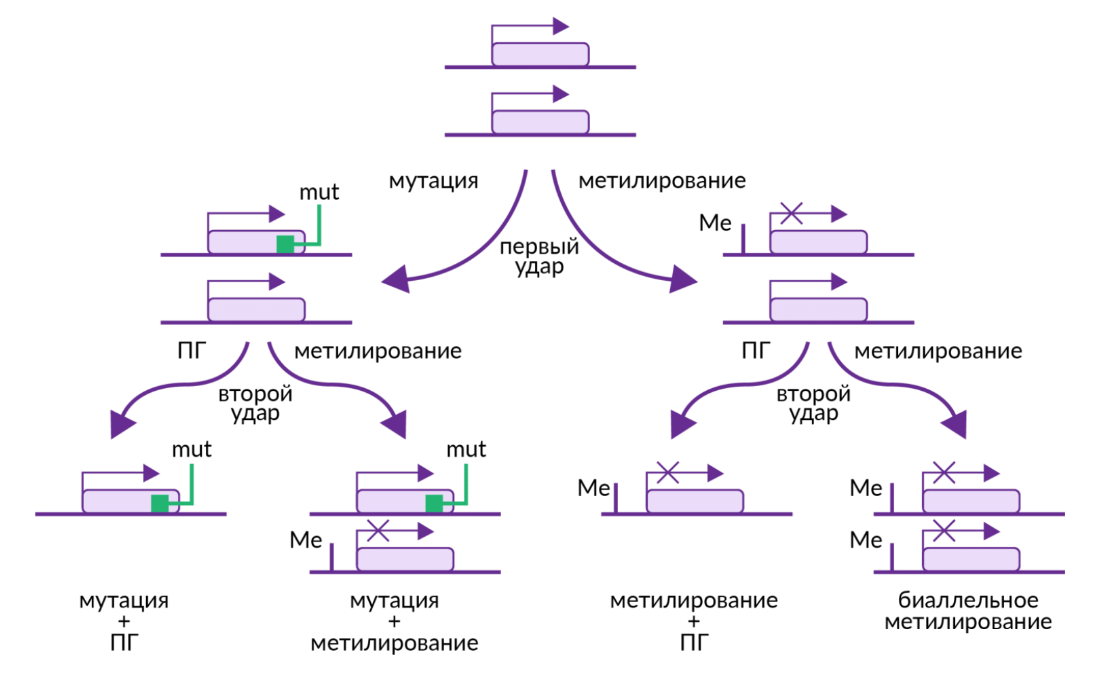 мутация
метилирование
первый
удар
mut
Me
ПГ
метилирование
второй
удар
ПГ
метилирование
второй
удар
mut
mut
Me
Me
Me
Me
мутация
+
ПГ
мутация
+
метилирование
метилирование
+
ПГ
биаллельное
метилирование